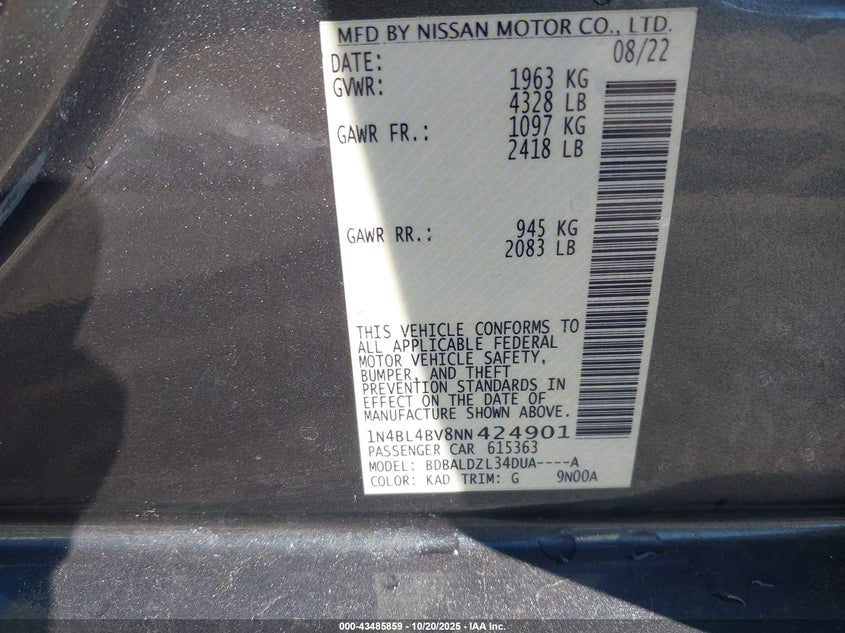 MFD BY NISSAN MOTOR CO., LTD.
DATE: 08/22
GVWR: 1963 KG
4328 LB
GAWR FR.: 1097 KG
2418 LB
GAWR RR.: 945 KG
2083 LB
THIS VEHICLE CONFORMS TO
ALL APPLICABLE FEDERAL
MOTOR VEHICLE SAFETY,
BUMPER, AND THEFT
PREVENTION STANDARDS IN
EFFECT ON THE DATE OF
MANUFACTURE SHOWN ABOVE.
1N4BL4BV8NN424901
PASSENGER CAR 615363
MODEL: BDBALDZL34DUA----A
COLOR: KAD TRIM: G 9N00A
000-43485859 | 10/20/2025 - IAA Inc.